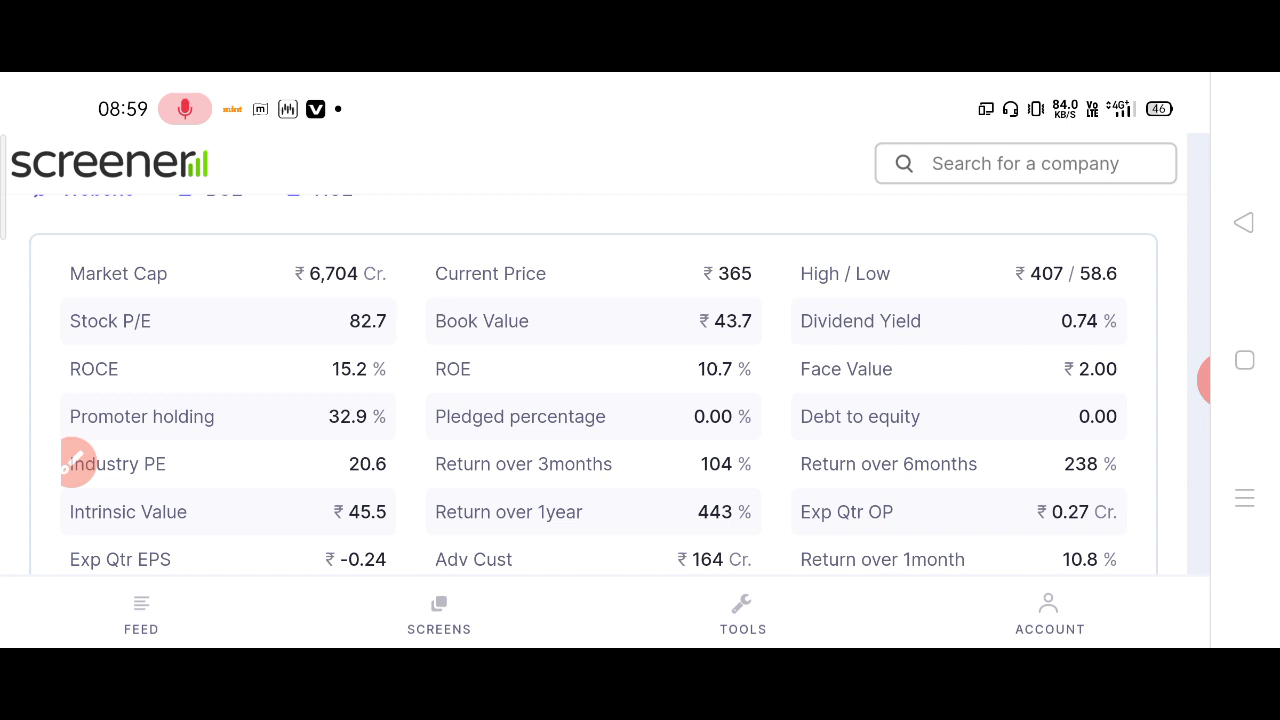 08:59 mint m V 84.0 KB/S Vo LTE 4G+ 46
screener Search for a company
Market Cap ₹ 6,704 Cr. Current Price ₹ 365 High / Low ₹ 407 / 58.6
Stock P/E 82.7 Book Value ₹ 43.7 Dividend Yield 0.74 %
ROCE 15.2 % ROE 10.7 % Face Value ₹ 2.00
Promoter holding 32.9 % Pledged percentage 0.00 % Debt to equity 0.00
Industry PE 20.6 Return over 3months 104 % Return over 6months 238 %
Intrinsic Value ₹ 45.5 Return over 1year 443 % Exp Qtr OP ₹ 0.27 Cr.
Exp Qtr EPS ₹ -0.24 Adv Cust ₹ 164 Cr. Return over 1month 10.8 %
FEED SCREENS TOOLS ACCOUNT